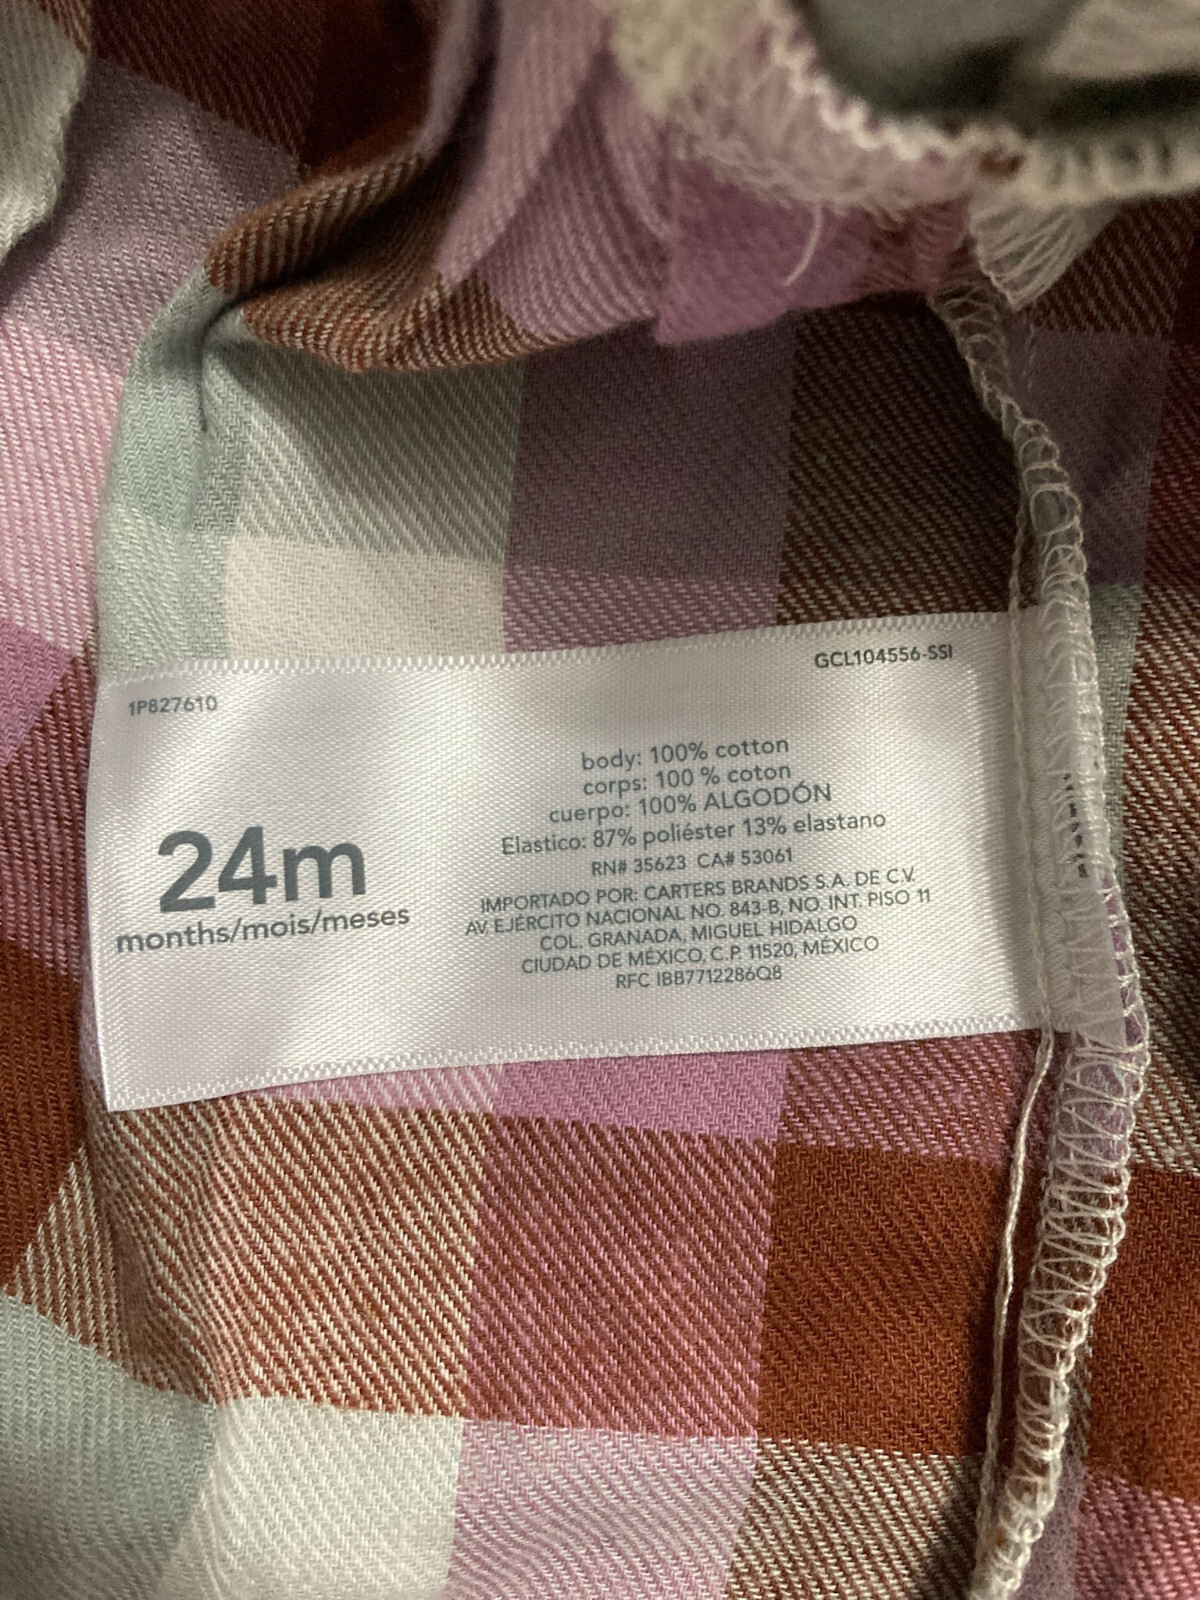 GCL104556-SSI
1P827610
24m
months/mois/meses
body: 100% cotton
corps: 100 % coton
cuerpo: 100% ALGODÓN
Elastico: 87% poliéster 13% elastano
RN# 35623 CA# 53061
IMPORTADO POR: CARTERS BRANDS S.A. DE C.V.
AV. EJÉRCITO NACIONAL NO. 843-B, NO. INT. PISO 11
COL. GRANADA, MIGUEL HIDALGO
CIUDAD DE MÉXICO, C.P. 11520, MÉXICO
RFC IBB7712286Q8